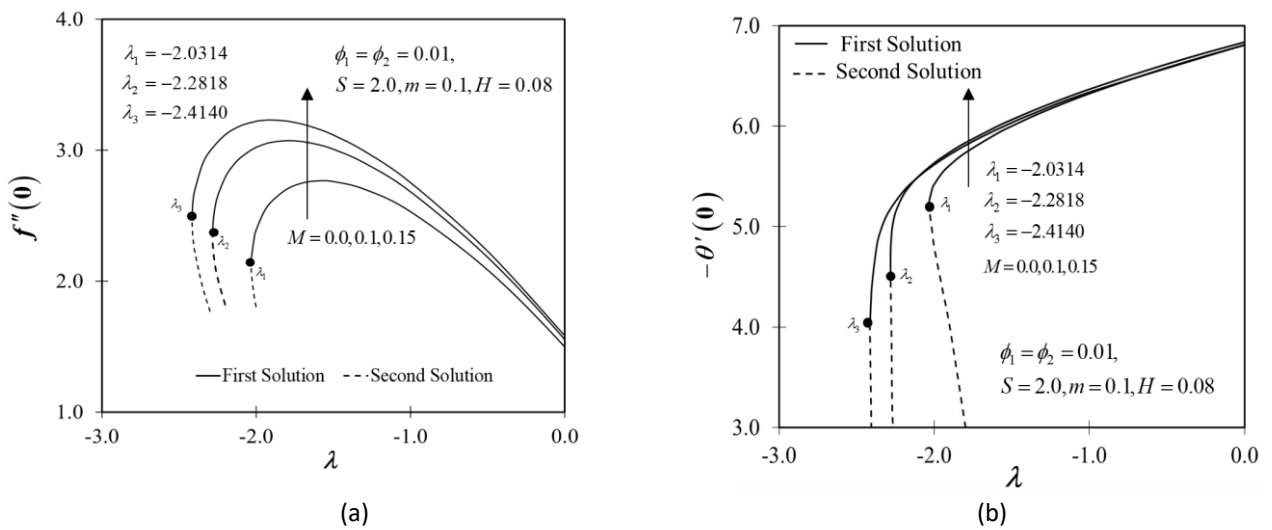 4.0
3.0
2.0
1.0
f''(0)
λ₁ = −2.0314
λ₂ = −2.2818
λ₃ = −2.4140
ϕ₁ = ϕ₂ = 0.01,
S = 2.0, m = 0.1, H = 0.08
λ₃
λ₂
λ₁
M = 0.0, 0.1, 0.15
First Solution
Second Solution
-3.0
-2.0
-1.0
0.0
λ
(a)
7.0
6.0
5.0
4.0
3.0
−θ'(0)
First Solution
Second Solution
λ₁ = −2.0314
λ₂ = −2.2818
λ₃ = −2.4140
M = 0.0, 0.1, 0.15
λ₁
λ₂
λ₃
ϕ₁ = ϕ₂ = 0.01,
S = 2.0, m = 0.1, H = 0.08
-3.0
-2.0
-1.0
0.0
λ
(b)